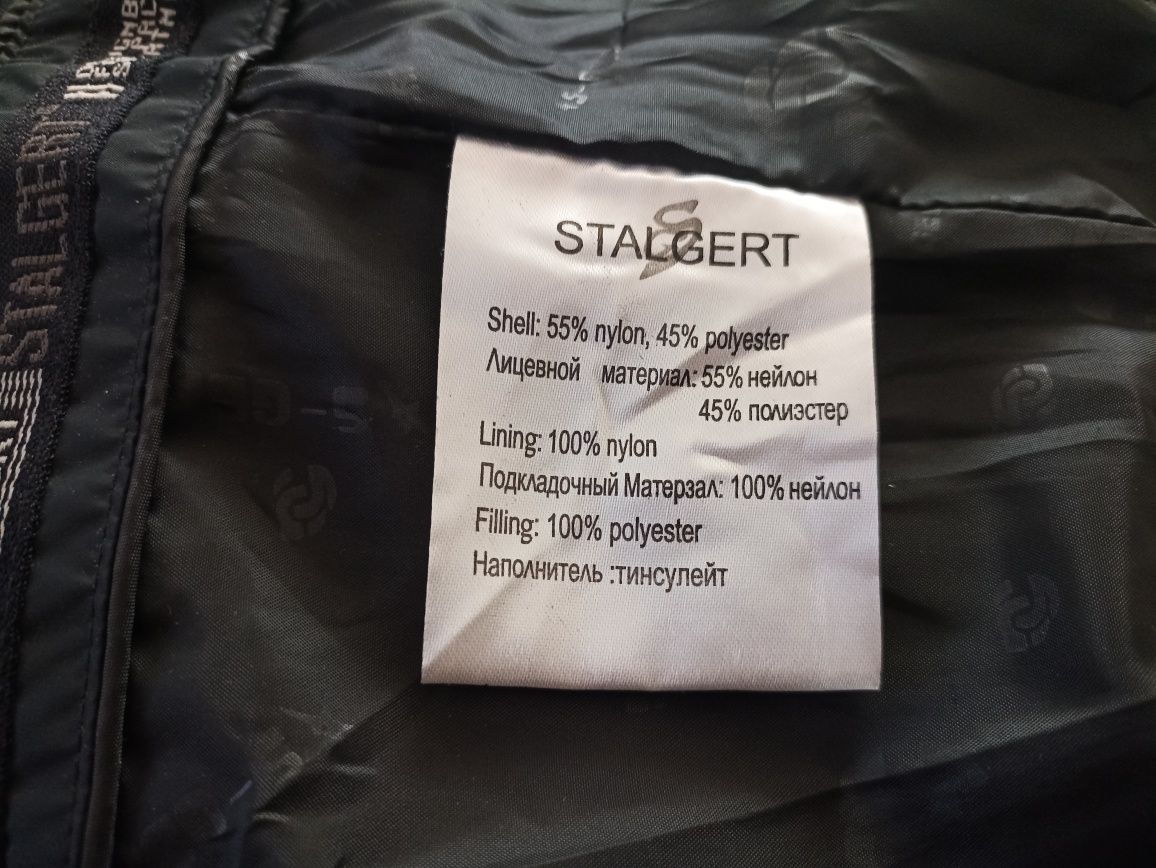 STALGERT
STALGERT
Shell: 55% nylon, 45% polyester
Лицевной материал: 55% нейлон
45% полиэстер
Lining: 100% nylon
Подкладочный Матерзал: 100% нейлон
Filling: 100% polyester
Наполнитель :тинсулейт